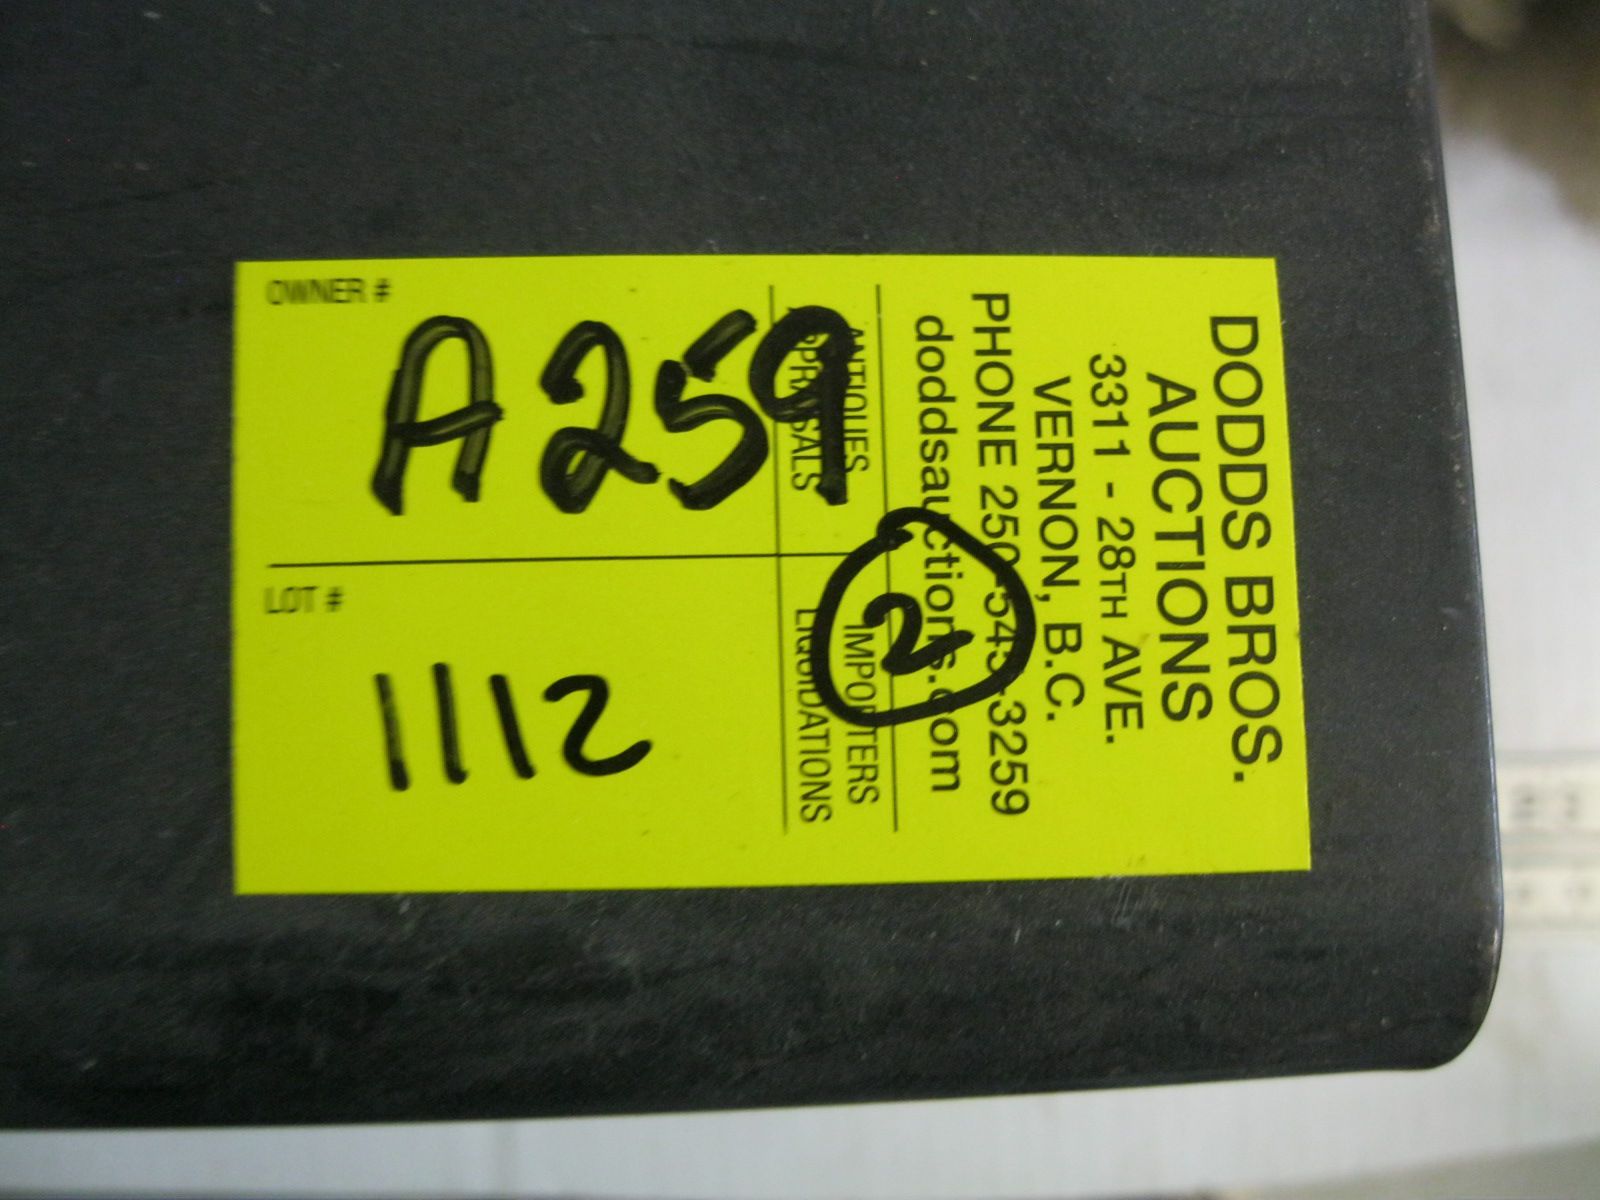 DODDS BROS.
AUCTIONS
3311 - 28TH AVE.
VERNON, B.C.
PHONE 250-545-3259
doddsauctions.com
ANTIQUES IMPORTERS
APPRAISALS LIQUIDATIONS
OWNER #
A259
2
LOT #
1112